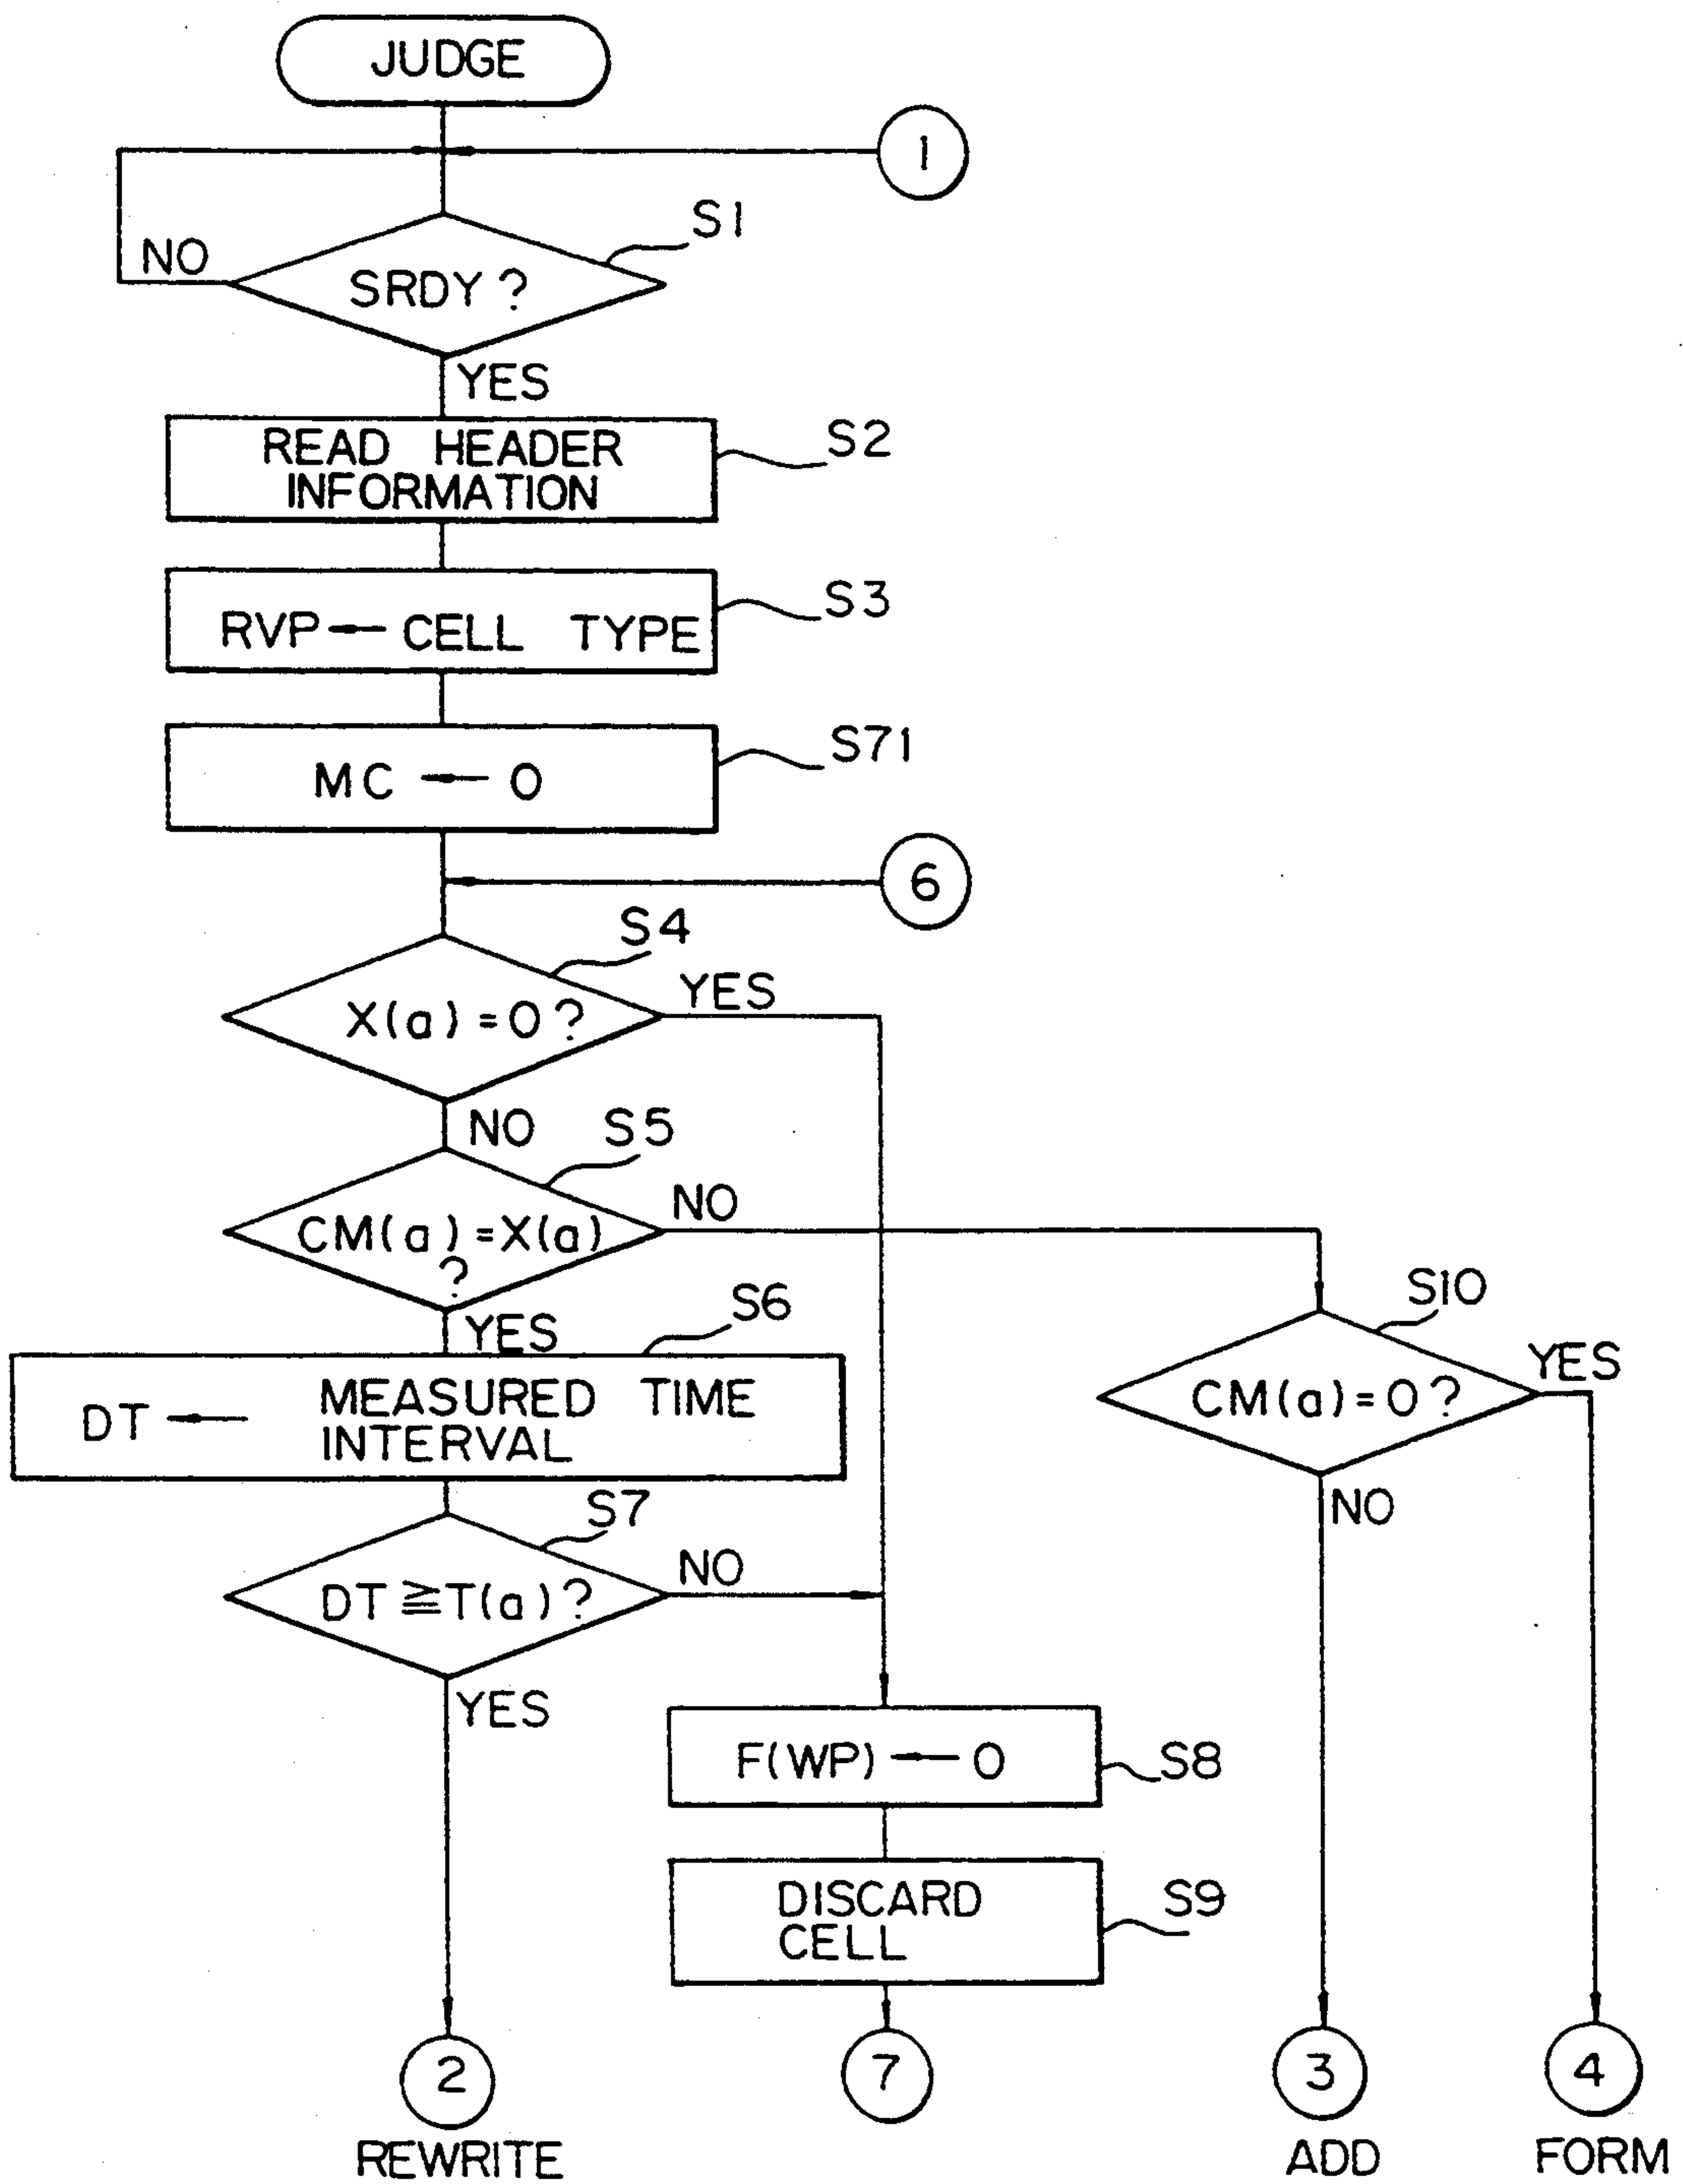 JUDGE
1
S1
NO
SRDY ?
YES
READ HEADER
INFORMATION
S2
RVP ← CELL TYPE
S3
MC ← 0
S71
6
S4
X(a) = 0 ?
YES
NO
S5
CM(a) = X(a)
?
NO
YES
S6
DT ← MEASURED TIME
INTERVAL
S10
CM(a) = 0 ?
YES
NO
S7
DT ≧ T(a) ?
NO
YES
F(WP) ← 0
S8
DISCARD
CELL
S9
2
REWRITE
7
3
ADD
4
FORM